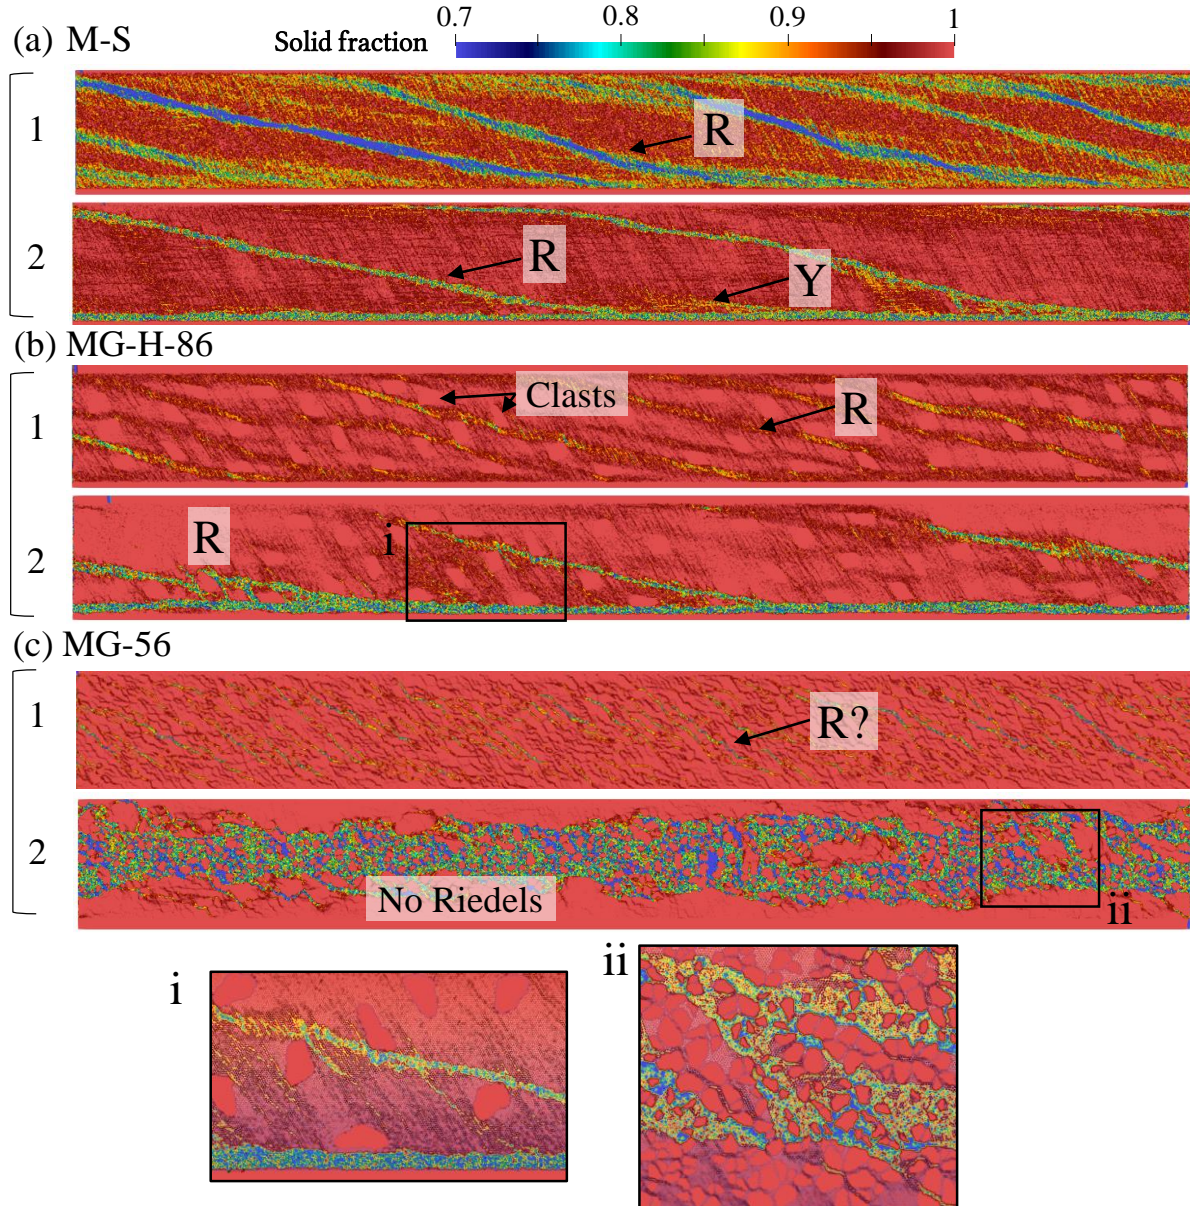 0.7 0.8 0.9 1
(a) M-S Solid fraction
1
R
2
R
Y
(b) MG-H-86
1
Clasts
R
2
R
i
(c) MG-56
1
R?
2
No Riedels
ii
i
ii